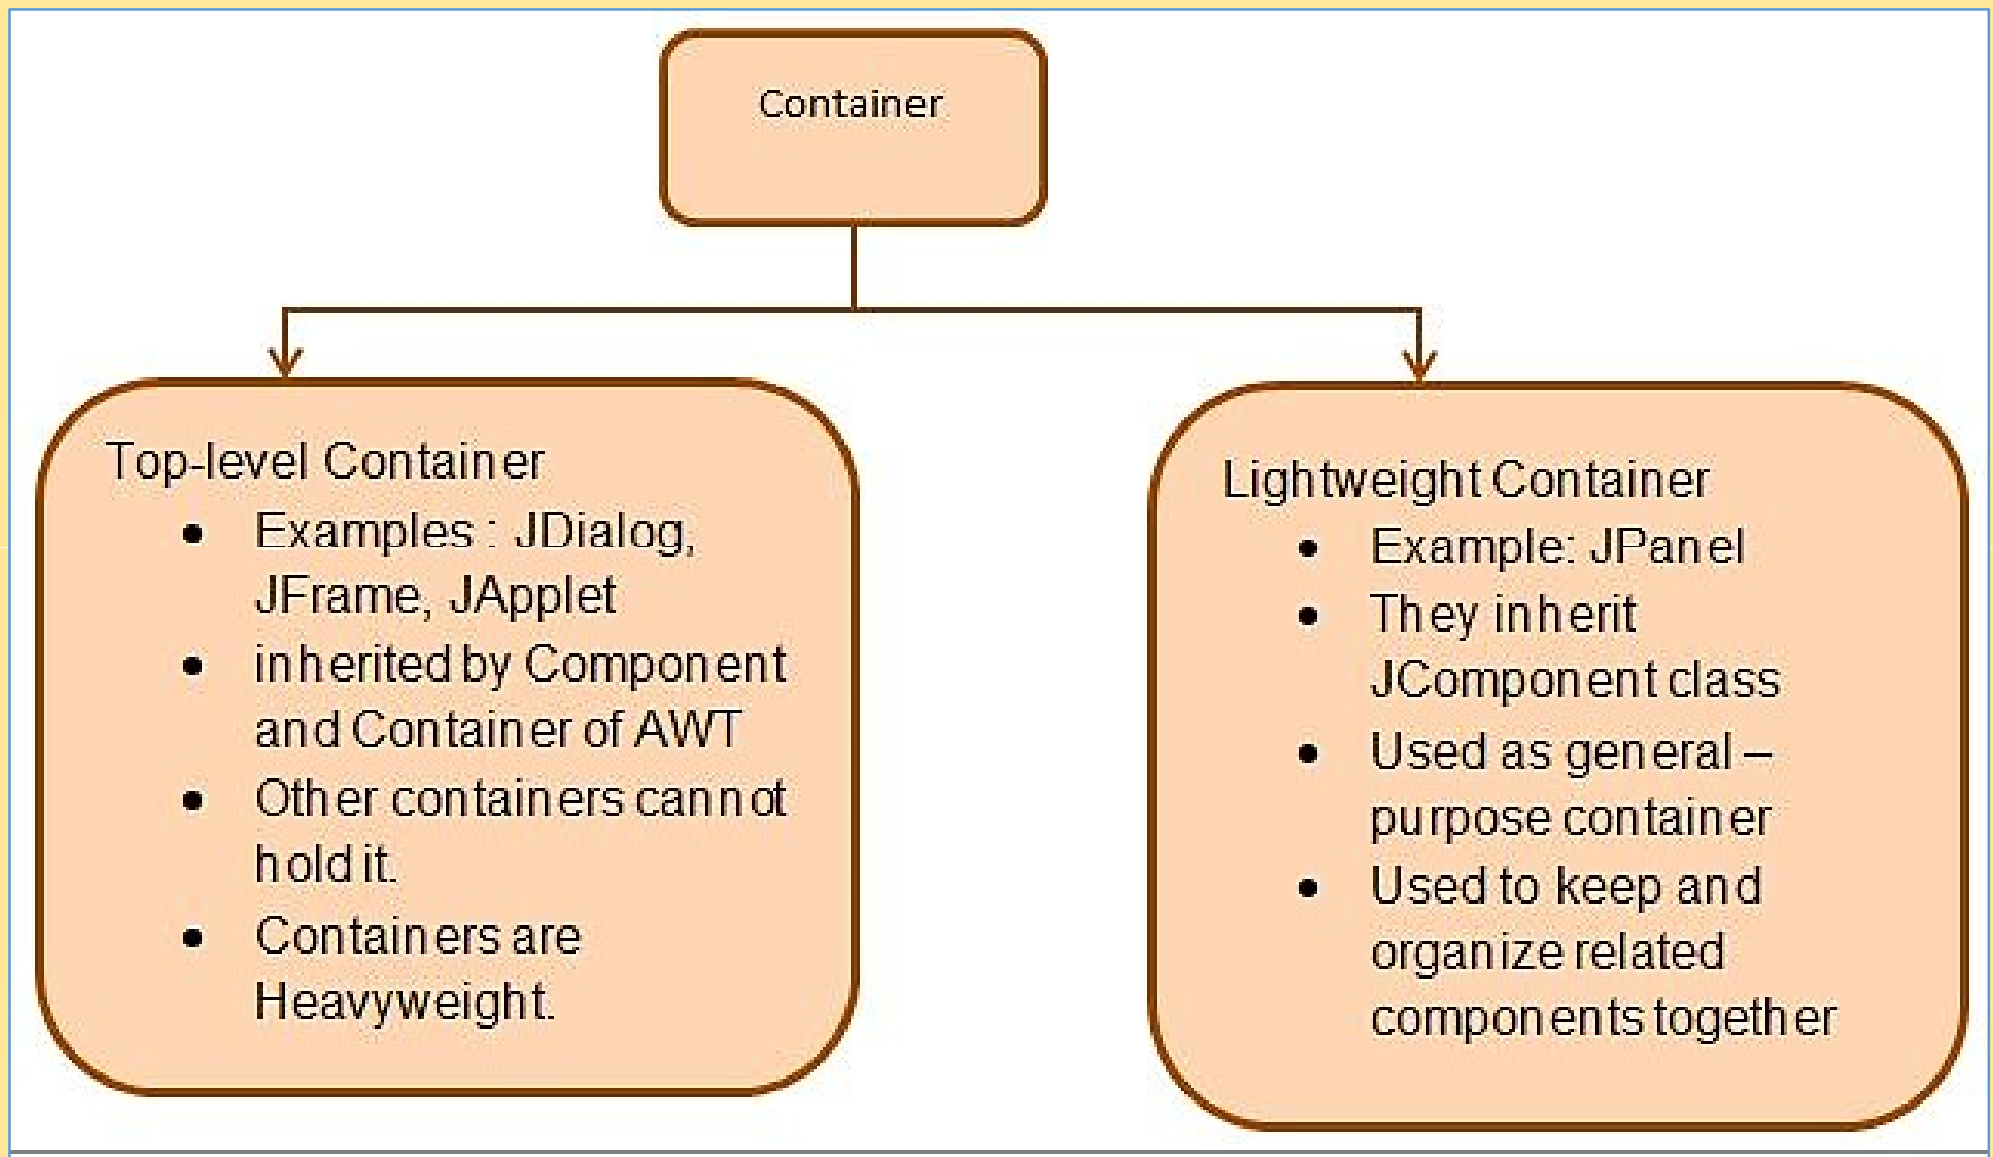 Container
Top-level Container
• Examples : JDialog,
JFrame, JApplet
• inherited by Component
and Container of AWT
• Other containers cannot
hold it.
• Containers are
Heavyweight.
Lightweight Container
• Example: JPanel
• They inherit
JComponent class
• Used as general –
purpose container
• Used to keep and
organize related
components together